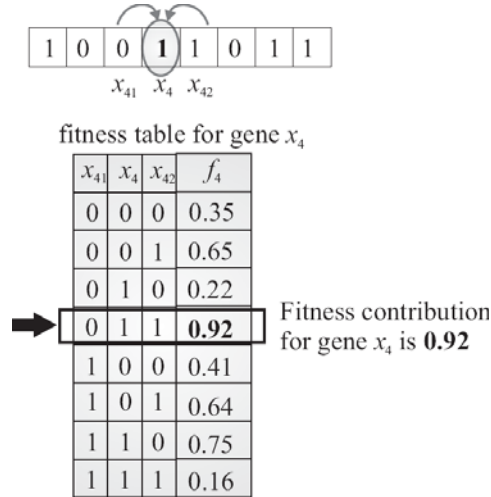 1 0 0 1 1 0 1 1
x41 x4 x42
fitness table for gene x4
x41 x4 x42 f4
0 0 0 0.35
0 0 1 0.65
0 1 0 0.22
0 1 1 0.92
1 0 0 0.41
1 0 1 0.64
1 1 0 0.75
1 1 1 0.16
Fitness contribution
for gene x4 is 0.92